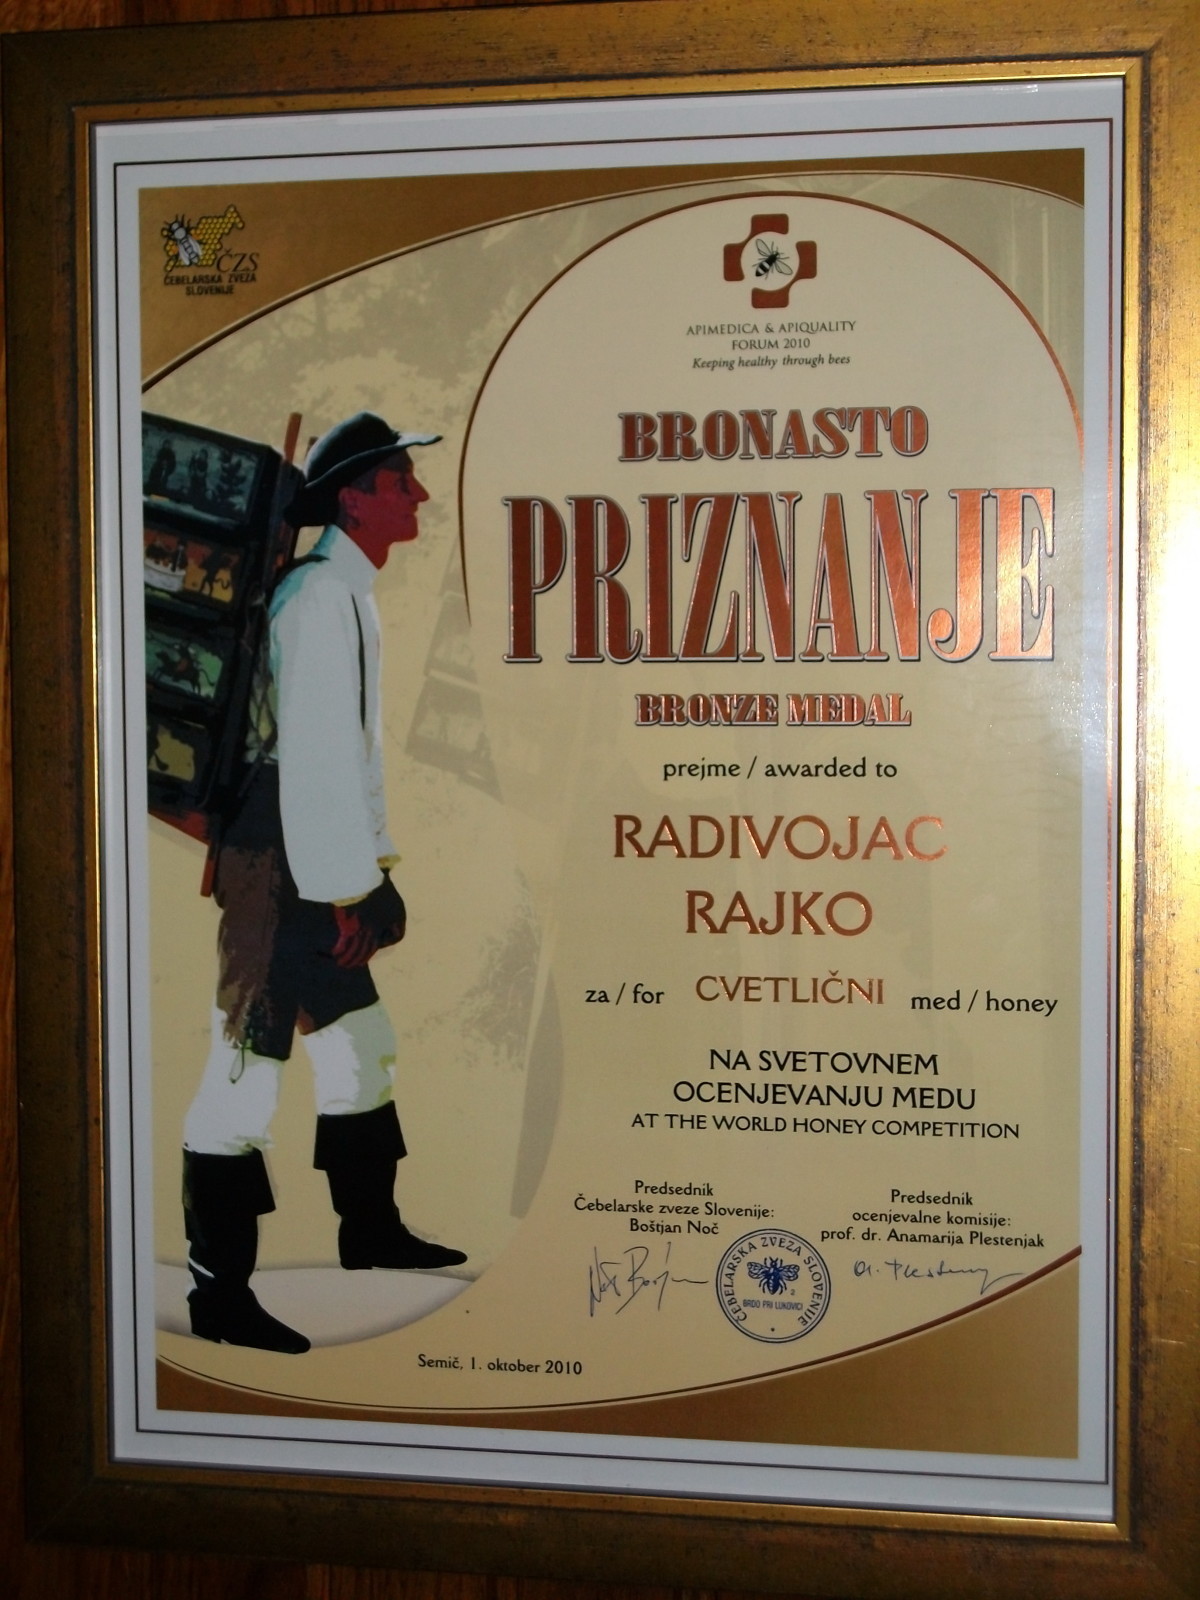 ČZS
ČEBELARSKA ZVEZA
SLOVENIJE
APIMEDICA & APIQUALITY
FORUM 2010
Keeping healthy through bees
BRONASTO
PRIZNANJE
BRONZE MEDAL
prejme / awarded to
RADIVOJAC
RAJKO
za / for CVETLIČNI med / honey
NA SVETOVNEM
OCENJEVANJU MEDU
AT THE WORLD HONEY COMPETITION
Predsednik
Čebelarske zveze Slovenije:
Boštjan Noč
Predsednik
ocenjevalne komisije:
prof. dr. Anamarija Plestenjak
ČEBELARSKA ZVEZA SLOVENIJE
2
BRDO PRI LUKOVICI
Semič, 1. oktober 2010